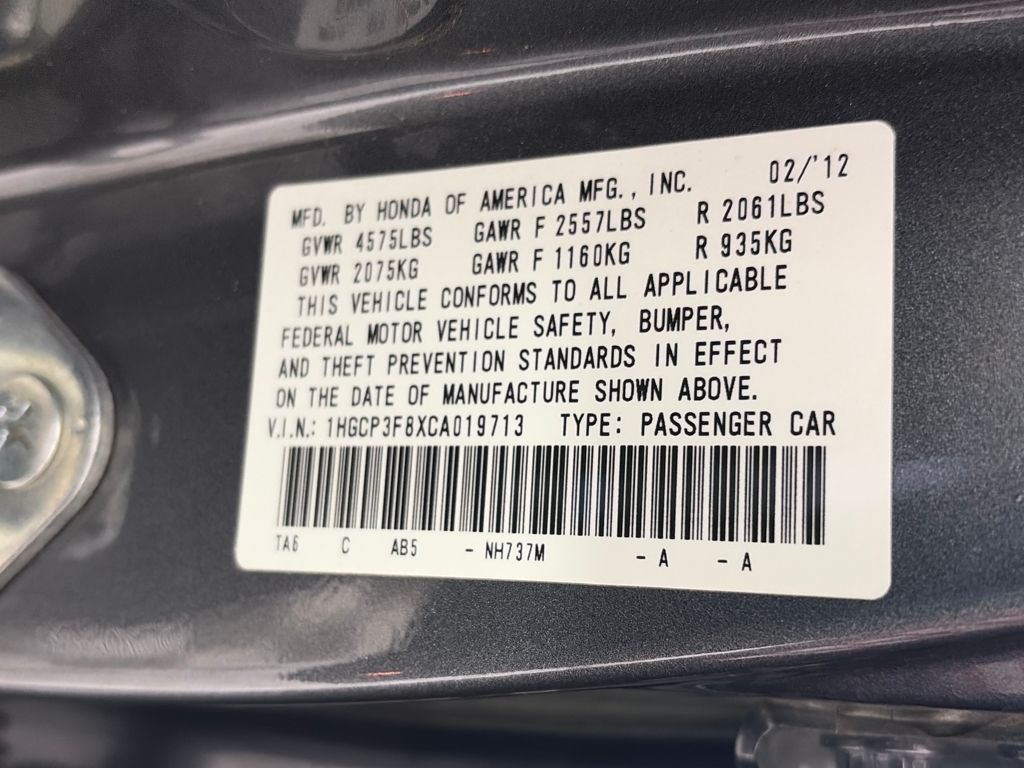 MFD. BY HONDA OF AMERICA MFG., INC. 02/'12
GVWR 4575LBS GAWR F 2557LBS R 2061LBS
GVWR 2075KG GAWR F 1160KG R 935KG
THIS VEHICLE CONFORMS TO ALL APPLICABLE
FEDERAL MOTOR VEHICLE SAFETY, BUMPER,
AND THEFT PREVENTION STANDARDS IN EFFECT
ON THE DATE OF MANUFACTURE SHOWN ABOVE.
V.I.N.: 1HGCP3F8XCA019713 TYPE: PASSENGER CAR
TA6 C AB5 - NH737M - A - A